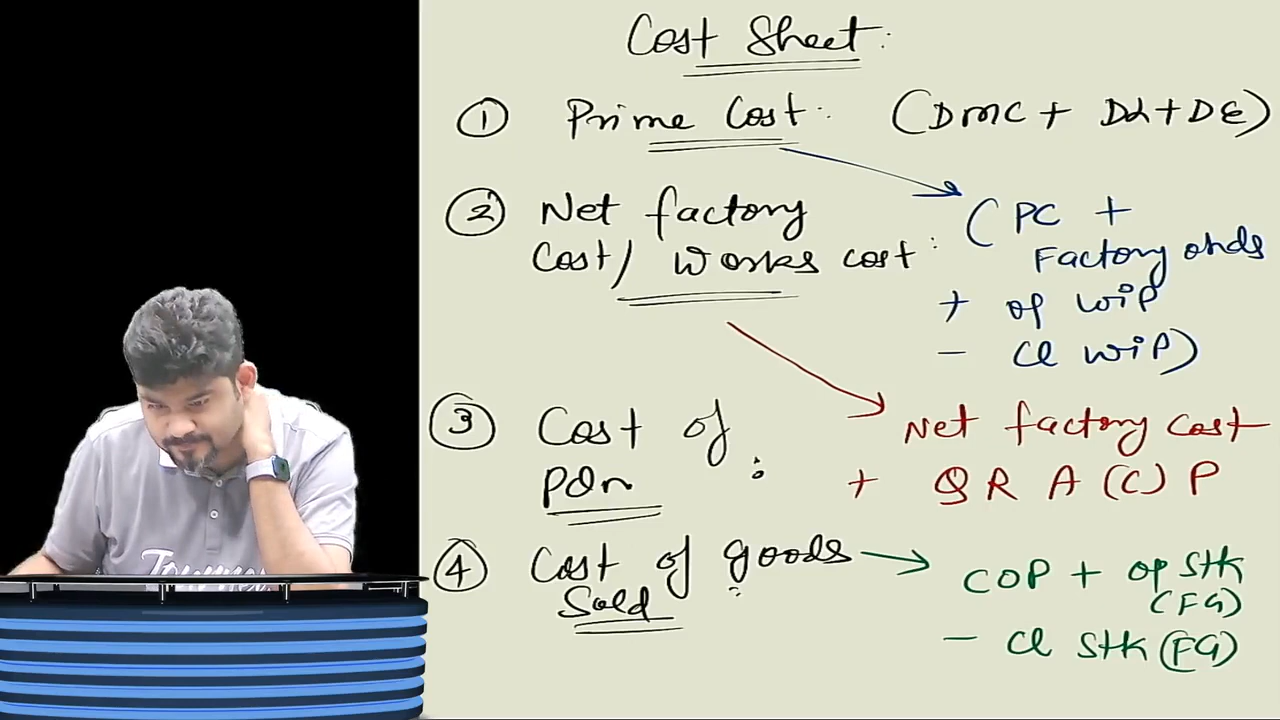 Cost Sheet:
① Prime Cost: (DMC + DL + DE)
② Net factory
Cost/ Works cost :
(PC +
Factory ohds
+ op WIP
- Cl WIP)
③ Cost of
PDn :
Net factory Cost
+ Q R A (C) P
④ Cost of goods
Sold :
COP + Op Stk
(FG)
- Cl Stk (FG)